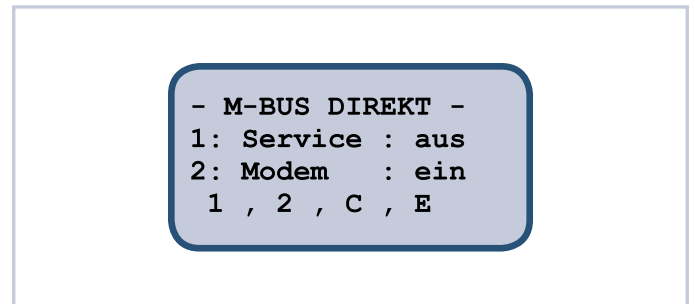 - M-BUS DIREKT -
1: Service : aus
2: Modem   : ein
1 , 2 , C , E